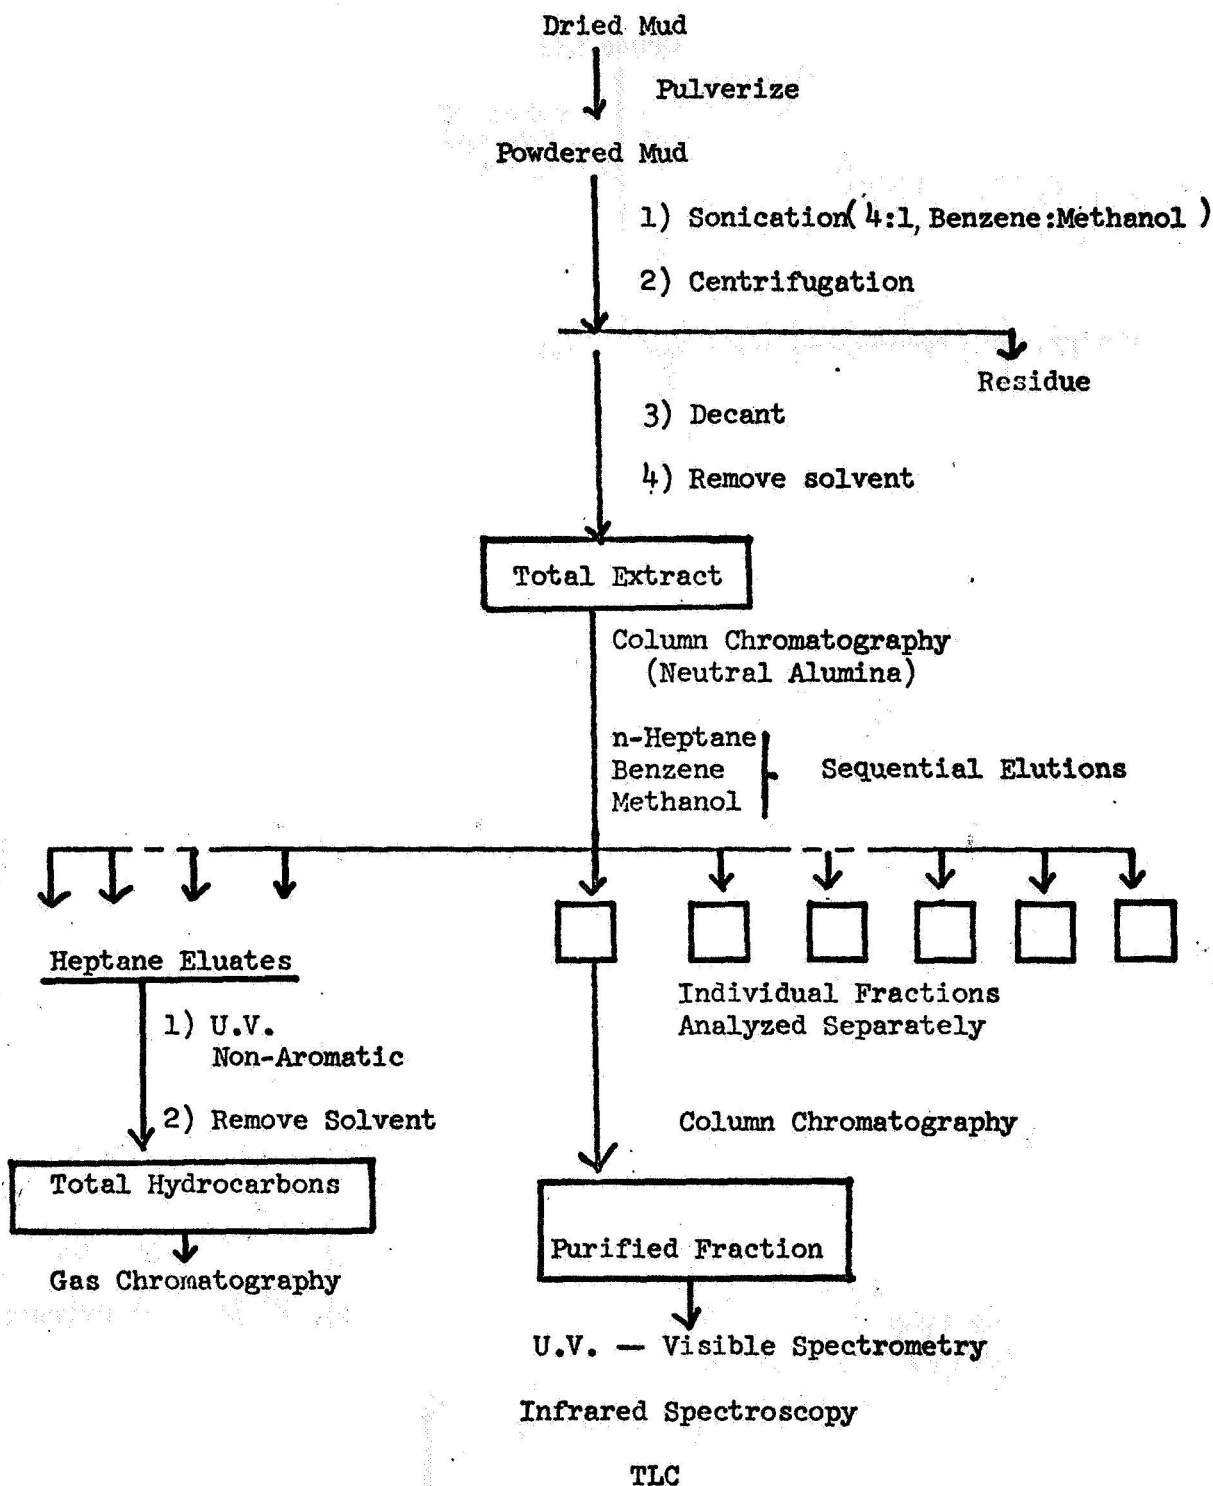 Dried Mud
Pulverize
Powdered Mud
1) Sonication(4:1, Benzene:Methanol)
2) Centrifugation
Residue
3) Decant
4) Remove solvent
Total Extract
Column Chromatography
(Neutral Alumina)
n-Heptane
Benzene
Methanol
Sequential Elutions
Heptane Eluates
1) U.V.
Non-Aromatic
2) Remove Solvent
Total Hydrocarbons
Gas Chromatography
Individual Fractions
Analyzed Separately
Column Chromatography
Purified Fraction
U.V. — Visible Spectrometry
Infrared Spectroscopy
TLC